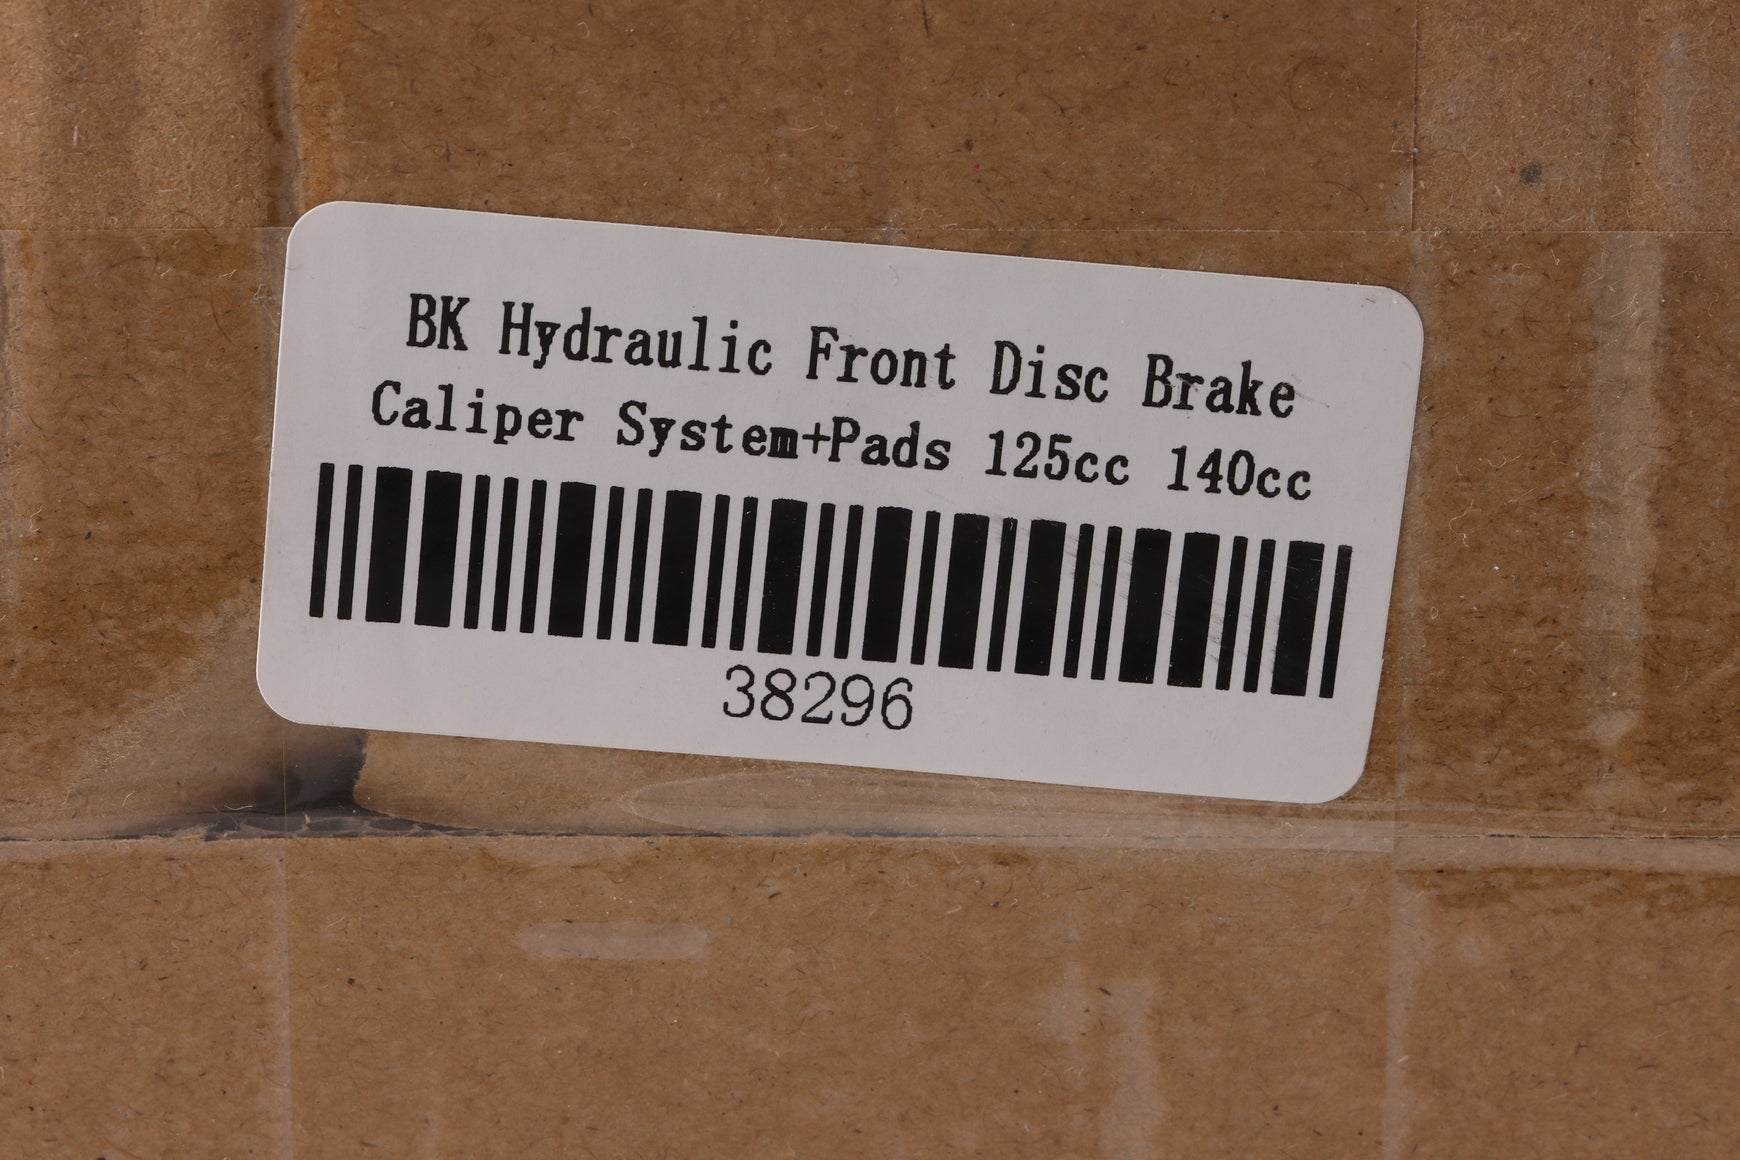 BK Hydraulic Front Disc Brake
Caliper System+Pads 125cc 140cc
38296